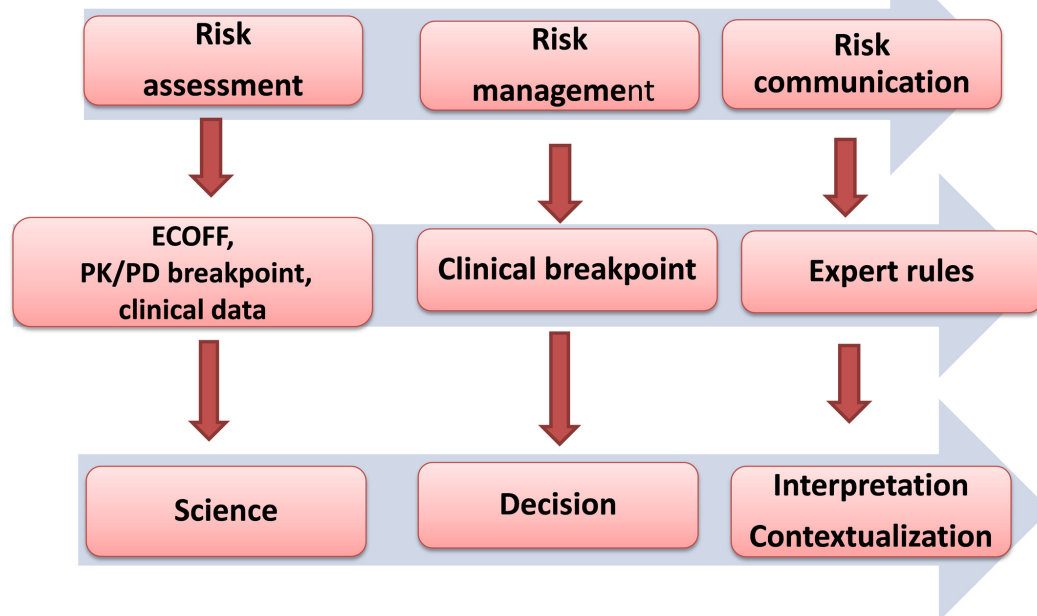 Risk
assessment
Risk
management
Risk
communication
ECOFF,
PK/PD breakpoint,
clinical data
Clinical breakpoint
Expert rules
Science
Decision
Interpretation
Contextualization